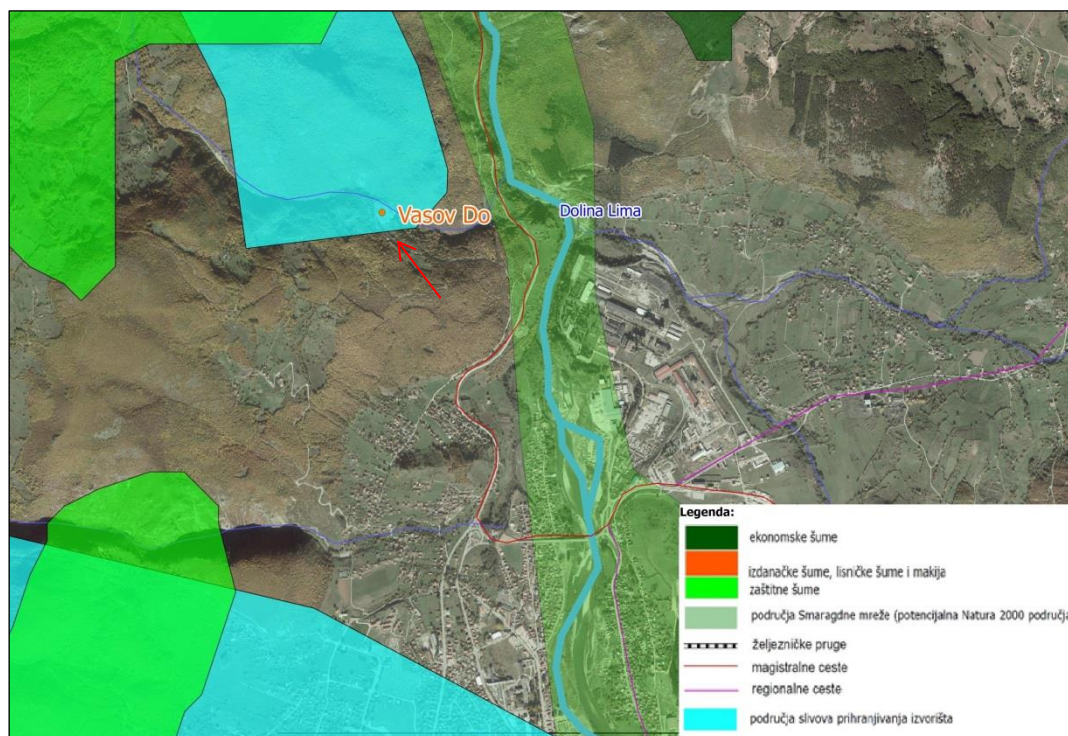 Vasov Do
Dolina Lima
Legenda:
ekonomske šume
izdanačke šume, lisničke šume i makija
zaštitne šume
područja Smaragdne mreže (potencijalna Natura 2000 područja
željezničke pruge
magistralne ceste
regionalne ceste
područja slivova prihranjivanja izvorišta